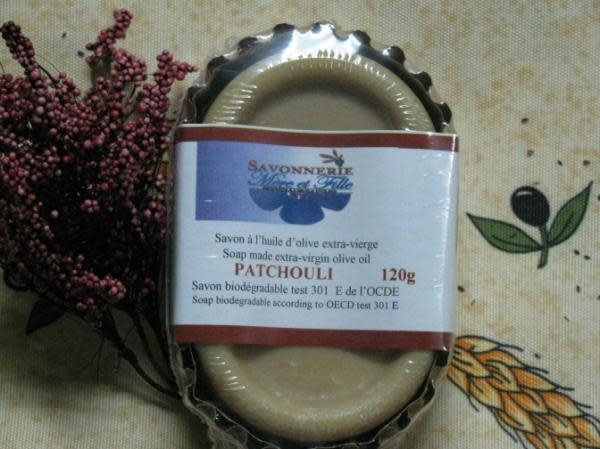 SAVONNERIE
Mère et Fille
Savon à l'huile d'olive extra-vierge
Soap made extra-virgin olive oil
PATCHOULI 120g
Savon biodégradable test 301 E de l'OCDE
Soap biodegradable according to OECD test 301 E